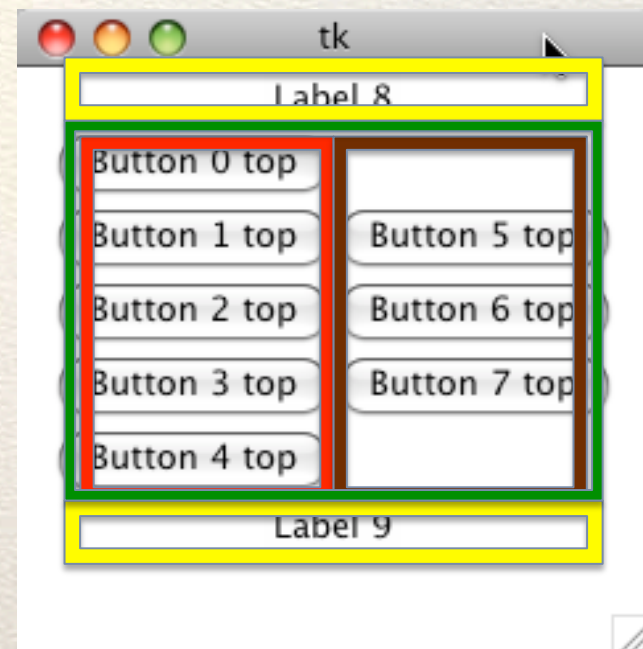 tk
Label 8
Button 0 top
Button 1 top
Button 5 top
Button 2 top
Button 6 top
Button 3 top
Button 7 top
Button 4 top
Label 9